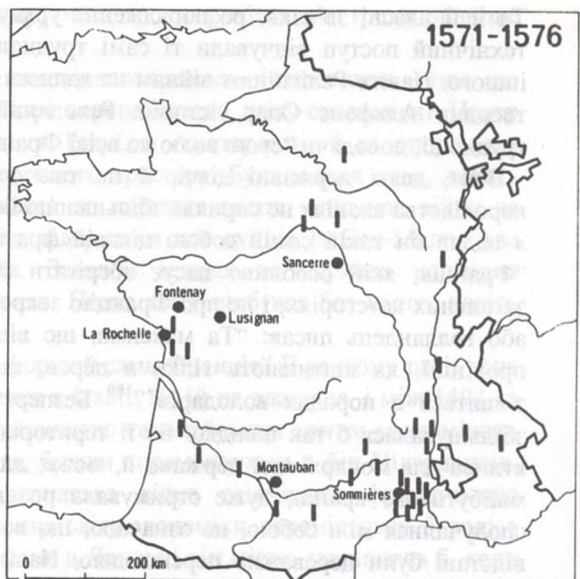 1571-1576
Sancerre
Fontenay
Lusignan
La Rochelle
Montauban
Sommières
0 200 km